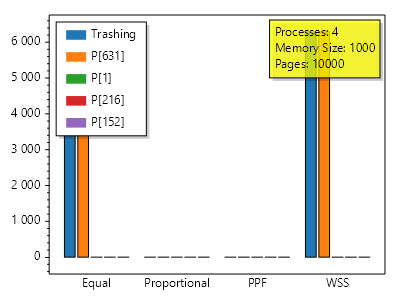 Trashing
P[631]
P[1]
P[216]
P[152]
Processes: 4
Memory Size: 1000
Pages: 10000
6 000
5 000
4 000
3 000
2 000
1 000
0
Equal Proportional PPF WSS